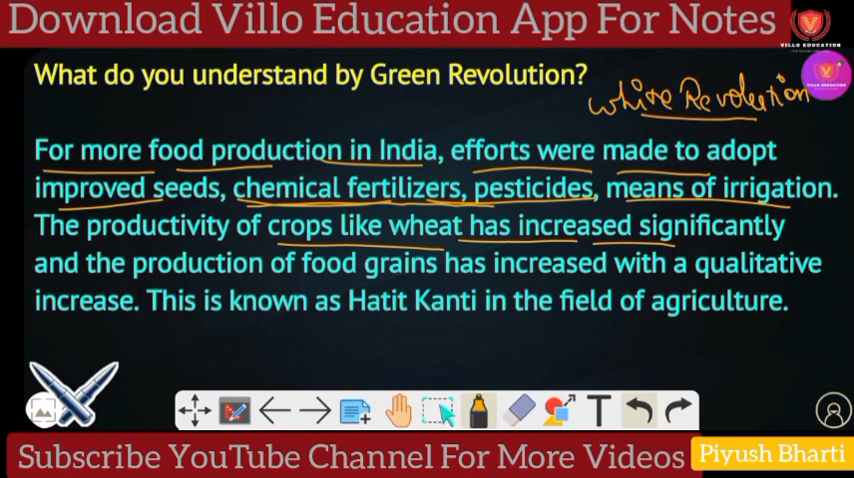 Download Villo Education App For Notes
VILLO EDUCATION
What do you understand by Green Revolution?
White Revolution
VILLO EDUCATION
For more food production in India, efforts were made to adopt
improved seeds, chemical fertilizers, pesticides, means of irrigation.
The productivity of crops like wheat has increased significantly
and the production of food grains has increased with a qualitative
increase. This is known as Hatit Kanti in the field of agriculture.
T
Subscribe YouTube Channel For More Videos
Piyush Bharti